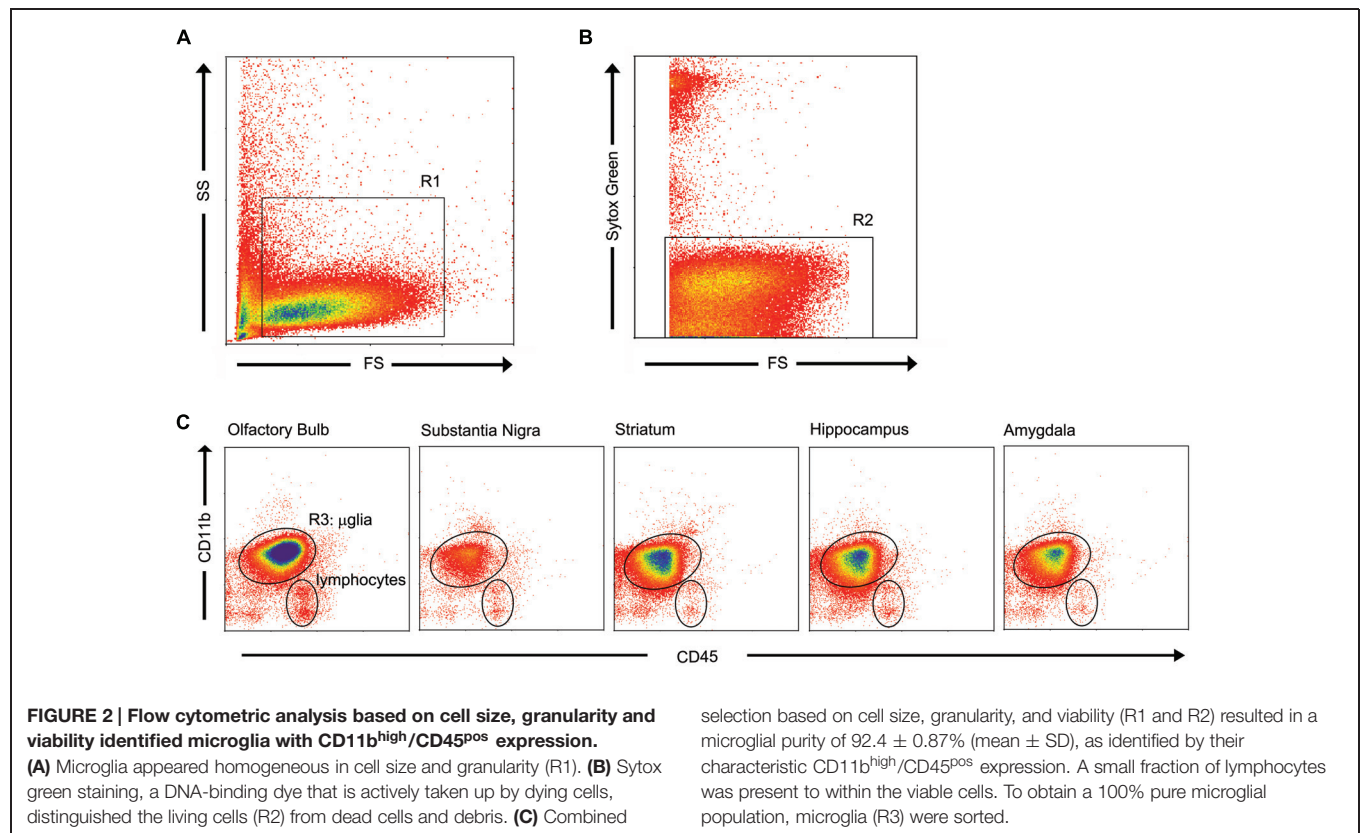 A
SS
R1
FS
B
Sytox Green
R2
FS
C
Olfactory Bulb
Substantia Nigra
Striatum
Hippocampus
Amygdala
CD11b
R3: µglia
lymphocytes
CD45
FIGURE 2 | Flow cytometric analysis based on cell size, granularity and
viability identified microglia with CD11bhigh/CD45pos expression.
(A) Microglia appeared homogeneous in cell size and granularity (R1). (B) Sytox
green staining, a DNA-binding dye that is actively taken up by dying cells,
distinguished the living cells (R2) from dead cells and debris. (C) Combined
selection based on cell size, granularity, and viability (R1 and R2) resulted in a
microglial purity of 92.4 ± 0.87% (mean ± SD), as identified by their
characteristic CD11bhigh/CD45pos expression. A small fraction of lymphocytes
was present to within the viable cells. To obtain a 100% pure microglial
population, microglia (R3) were sorted.